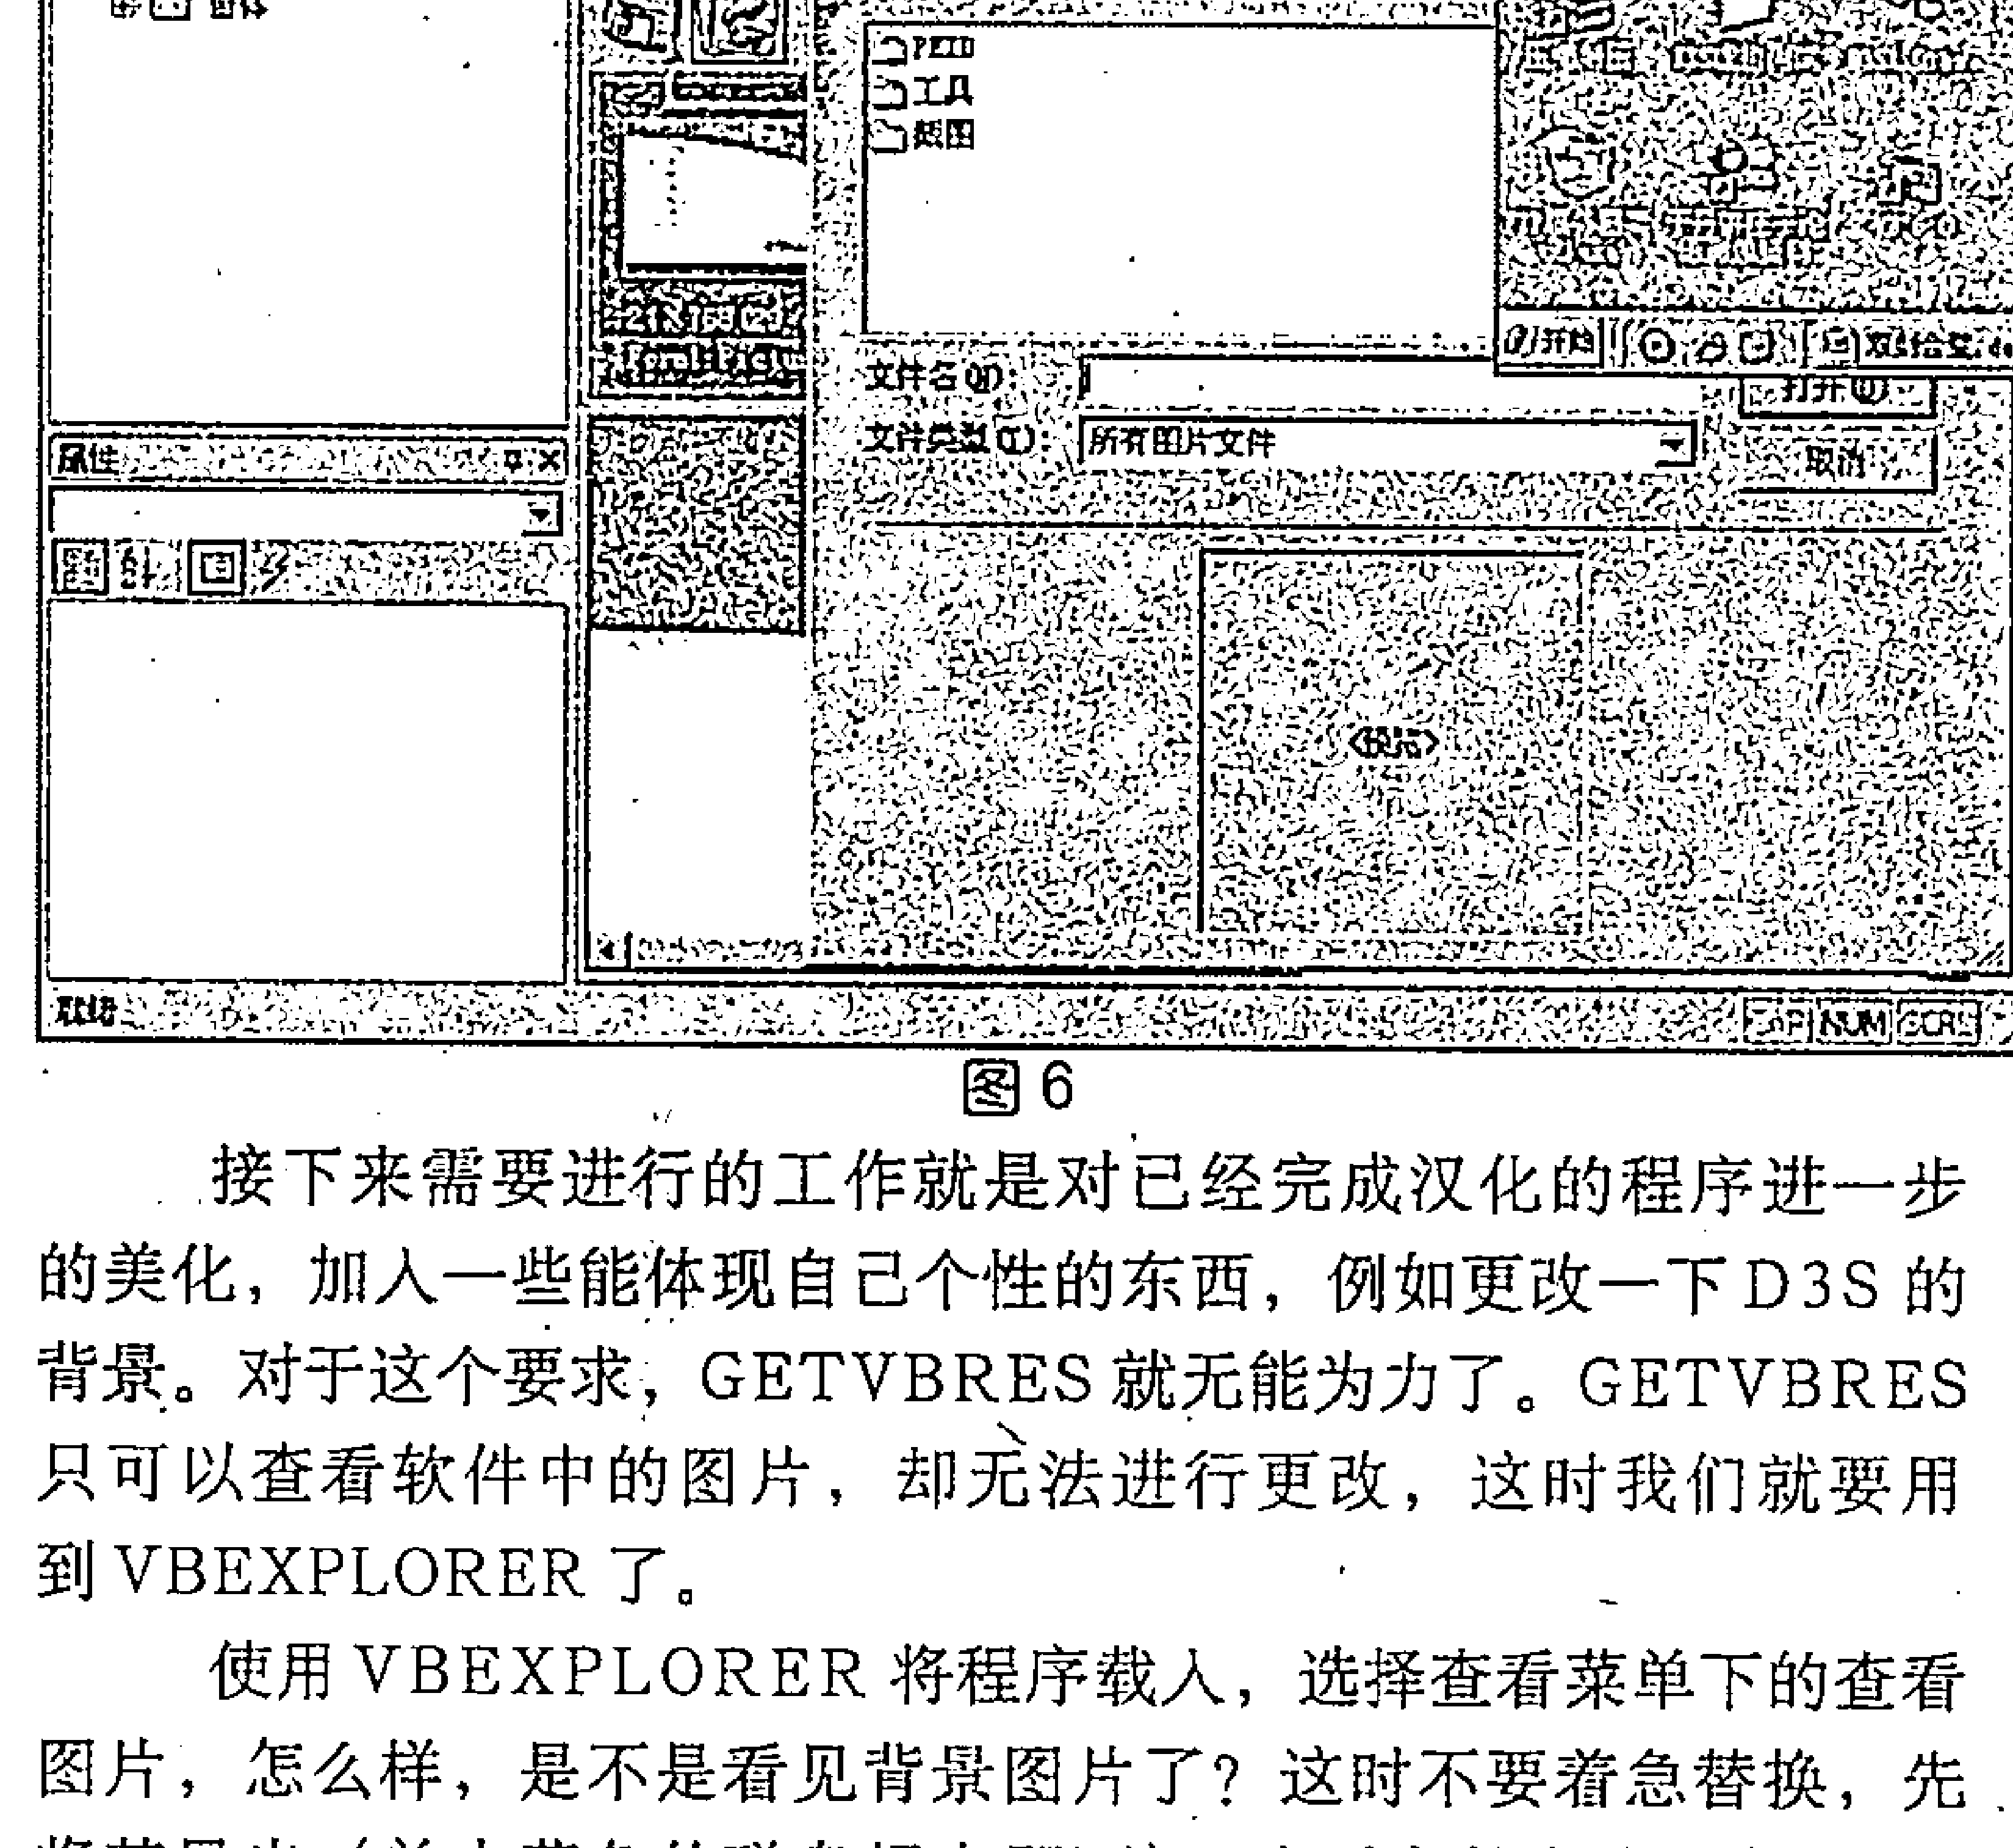 PEID
工具
截图
开始
文件名(N):
打开(O)
文件类型(T):
所有图片文件
取消
属性
就绪
NUM
SCRL
图 6
接下来需要进行的工作就是对已经完成汉化的程序进一步
的美化，加入一些能体现自己个性的东西，例如更改一下D3S的
背景。对于这个要求，GETVBRES就无能为力了。GETVBRES
只可以查看软件中的图片，却无法进行更改，这时我们就要用
到VBEXPLORER了。
使用VBEXPLORER将程序载入，选择查看菜单下的查看
图片，怎么样，是不是看见背景图片了？这时不要着急替换，先